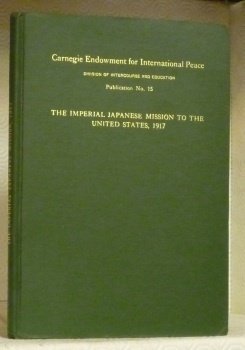 Carnegie Endowment for International Peace
DIVISION OF INTERCOURSE AND EDUCATION
Publication No. 15
THE IMPERIAL JAPANESE MISSION TO THE
UNITED STATES, 1917